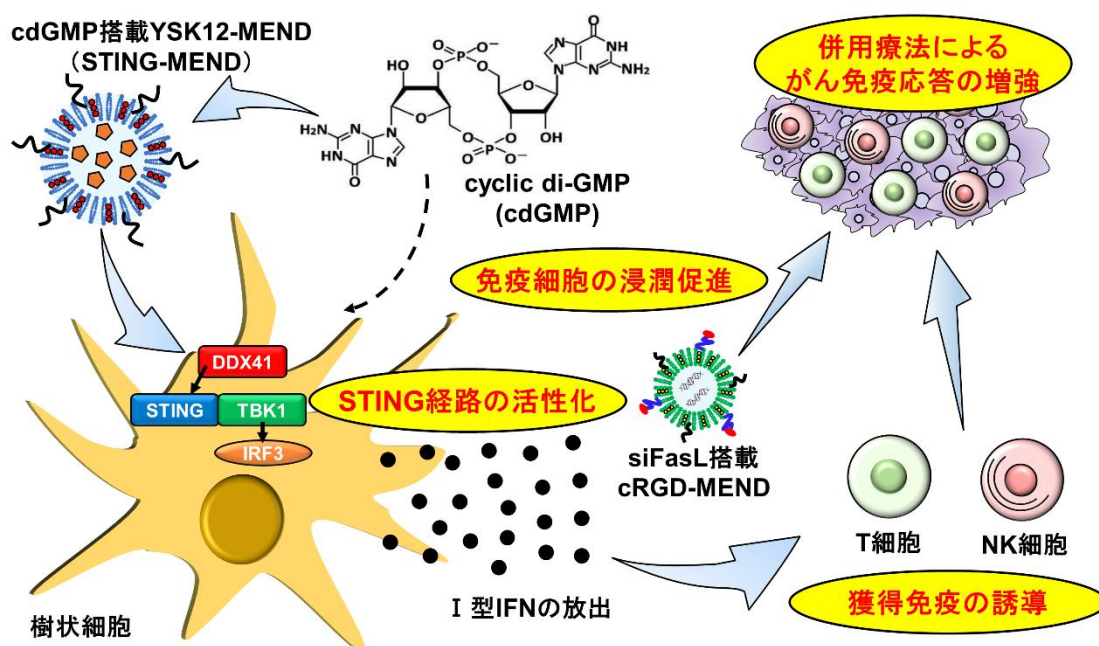 cdGMP搭載YSK12-MEND
（STING-MEND）
O
O
P
O⁻
O
N
NH
N
N
NH₂
HO
O
O
OH
H₂N
N
N
HN
N
N
O
O
O
P
O⁻
O
cyclic di-GMP
(cdGMP)
併用療法による
がん免疫応答の増強
免疫細胞の浸潤促進
DDX41
STING
TBK1
IRF3
STING経路の活性化
siFasL搭載
cRGD-MEND
T細胞
NK細胞
Ⅰ型IFNの放出
獲得免疫の誘導
樹状細胞